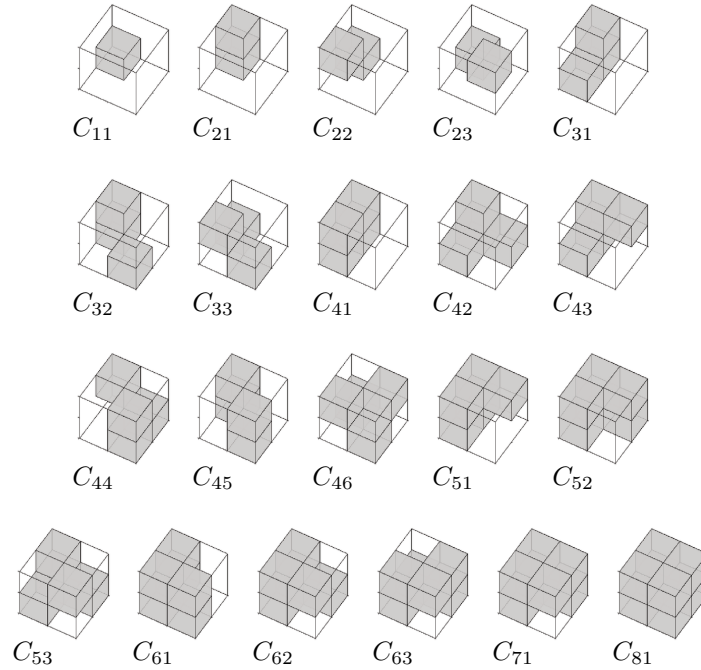 C₁₁ C₂₁ C₂₂ C₂₃ C₃₁
C₃₂ C₃₃ C₄₁ C₄₂ C₄₃
C₄₄ C₄₅ C₄₆ C₅₁ C₅₂
C₅₃ C₆₁ C₆₂ C₆₃ C₇₁ C₈₁